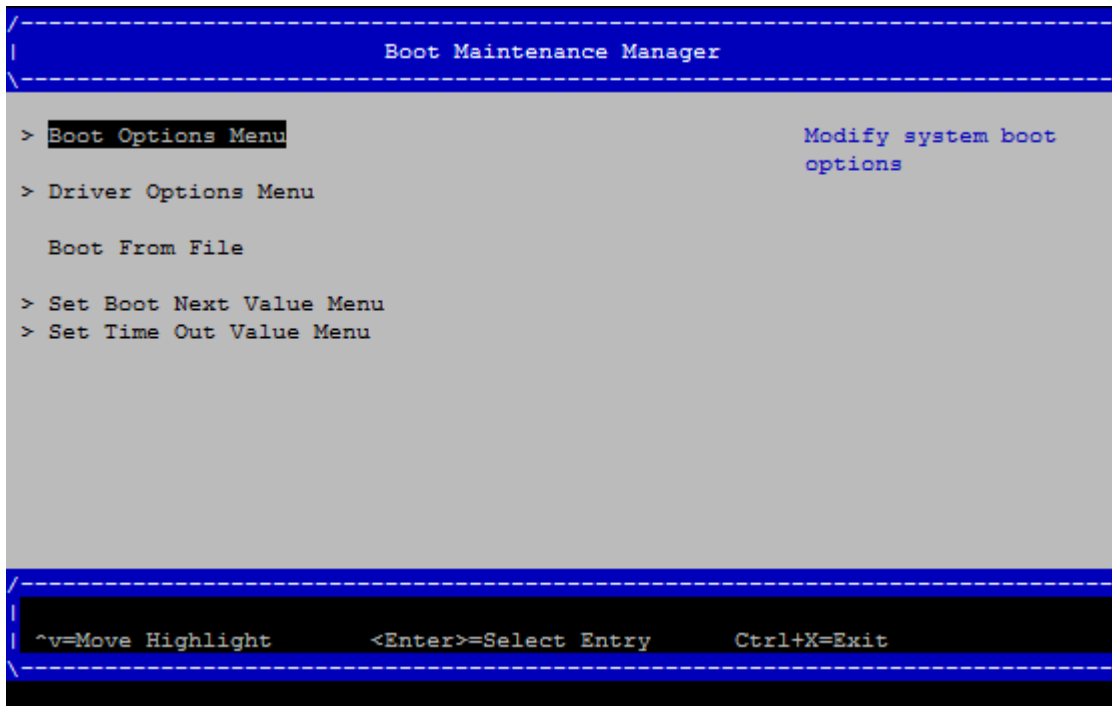 /------------------------------------------------------------------------------
| Boot Maintenance Manager
\------------------------------------------------------------------------------
> Boot Options Menu
Modify system boot
options
> Driver Options Menu
Boot From File
> Set Boot Next Value Menu
> Set Time Out Value Menu
/------------------------------------------------------------------------------
|
| ^v=Move Highlight <Enter>=Select Entry Ctrl+X=Exit
\------------------------------------------------------------------------------